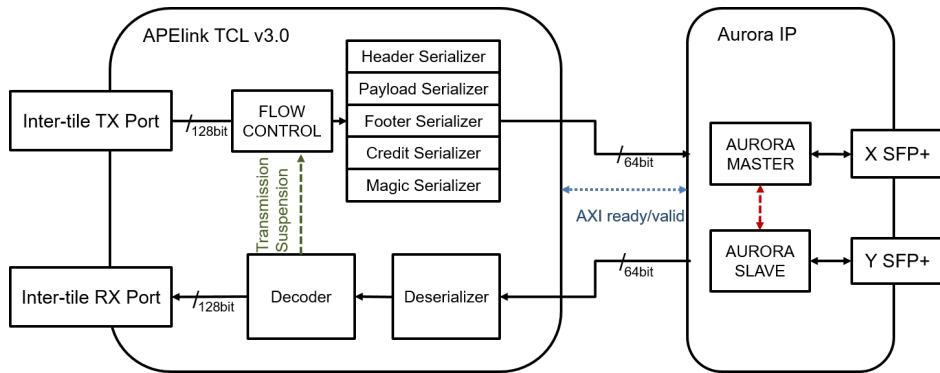 APElink TCL v3.0
Aurora IP
Header Serializer
Payload Serializer
Footer Serializer
Credit Serializer
Magic Serializer
Inter-tile TX Port
128bit
FLOW
CONTROL
64bit
AURORA
MASTER
X SFP+
Transmission
Suspension
AXI ready/valid
Inter-tile RX Port
128bit
Decoder
Deserializer
64bit
AURORA
SLAVE
Y SFP+